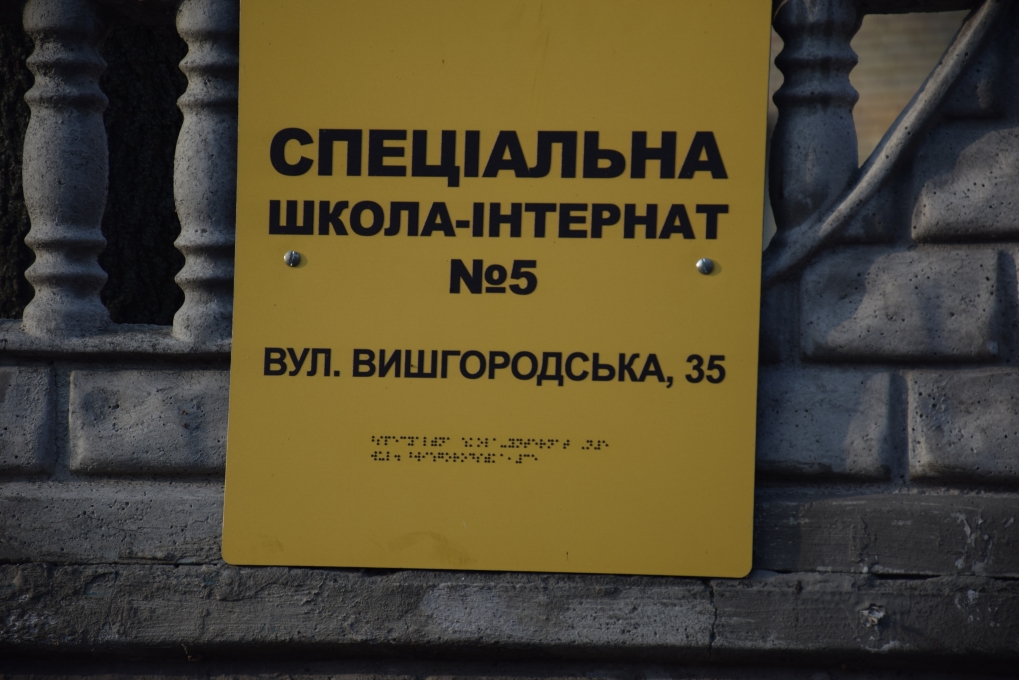 СПЕЦІАЛЬНА
ШКОЛА-ІНТЕРНАТ
№5
ВУЛ. ВИШГОРОДСЬКА, 35